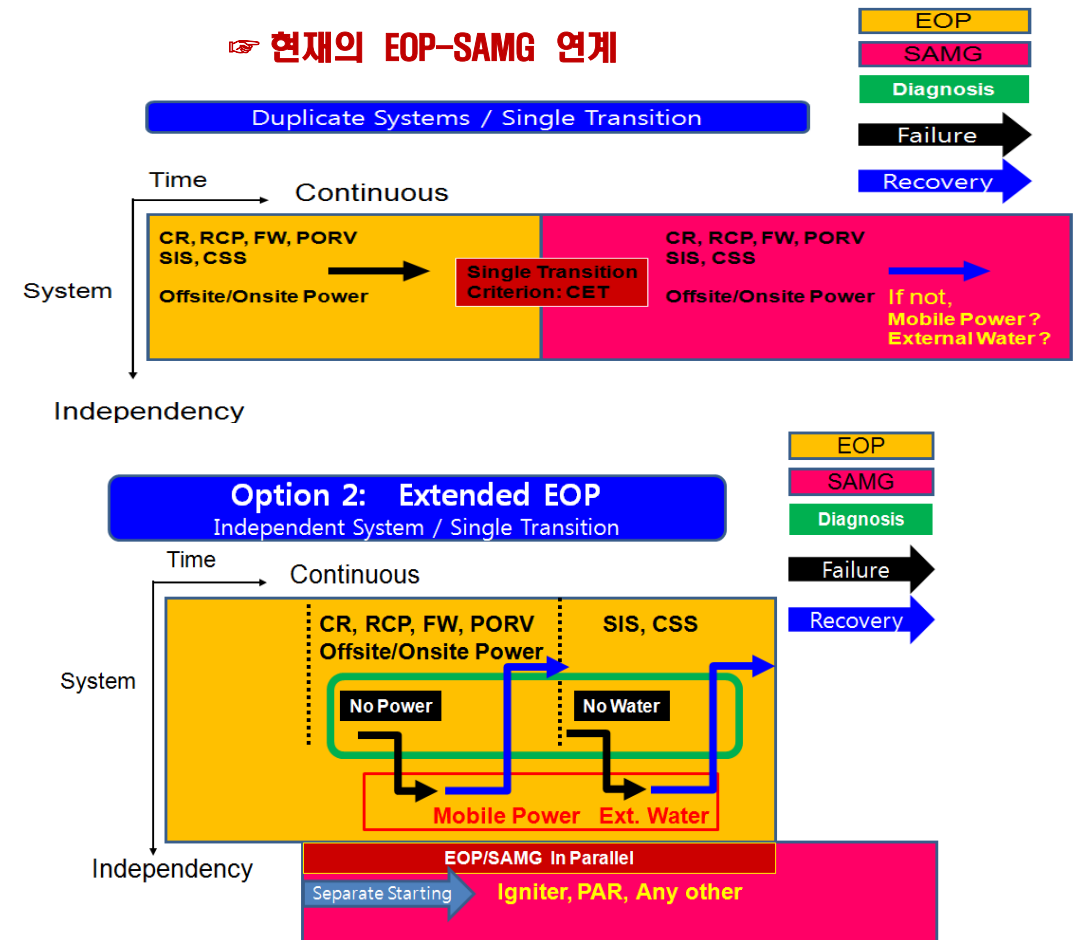 ☞ 현재의 EOP-SAMG 연계
EOP
SAMG
Diagnosis
Failure
Recovery
Duplicate Systems / Single Transition
Time
Continuous
System
Independency
CR, RCP, FW, PORV
SIS, CSS
Offsite/Onsite Power
Single Transition
Criterion: CET
CR, RCP, FW, PORV
SIS, CSS
Offsite/Onsite Power
If not,
Mobile Power ?
External Water ?
EOP
SAMG
Diagnosis
Failure
Recovery
Option 2: Extended EOP
Independent System / Single Transition
Time
Continuous
System
Independency
CR, RCP, FW, PORV
Offsite/Onsite Power
SIS, CSS
No Power
No Water
Mobile Power
Ext. Water
EOP/SAMG In Parallel
Separate Starting
Igniter, PAR, Any other